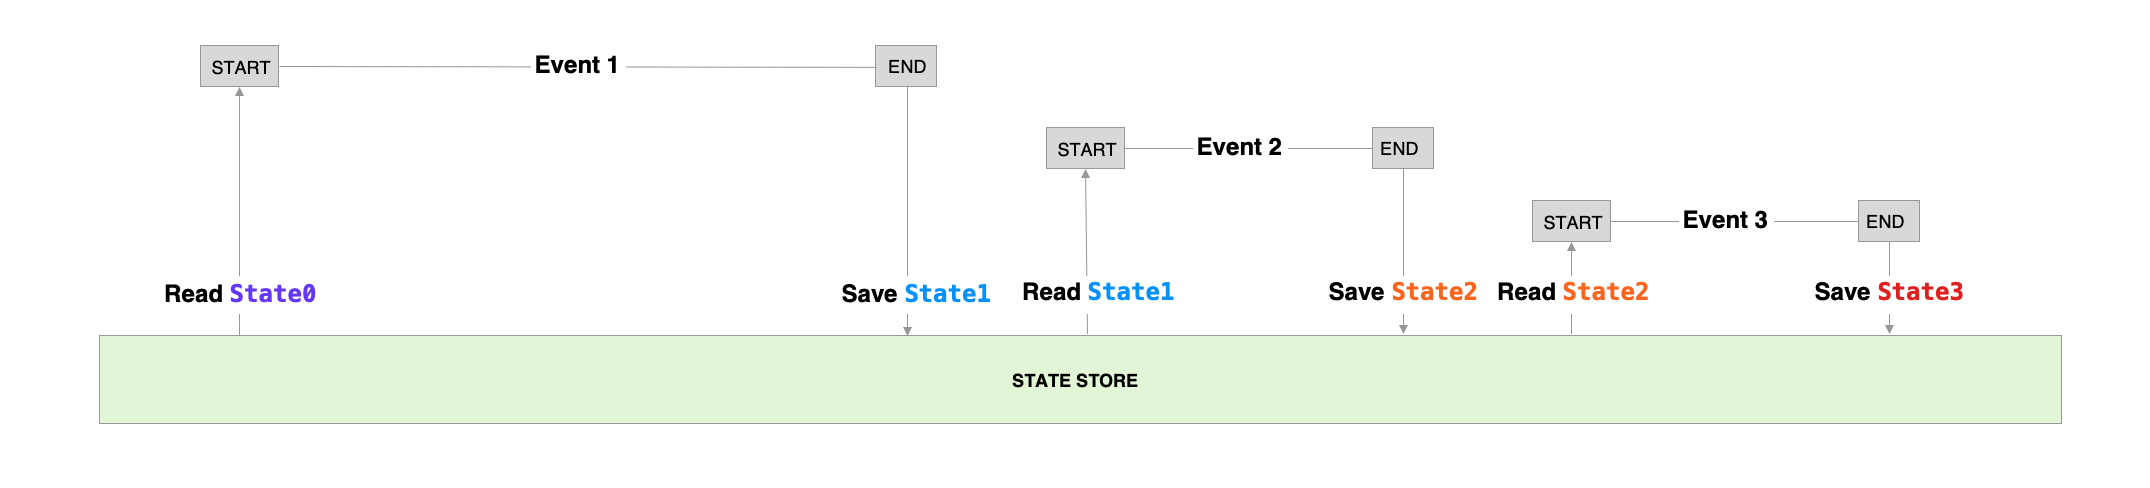 START
Event 1
END
START
Event 2
END
START
Event 3
END
Read State0
Save State1
Read State1
Save State2
Read State2
Save State3
STATE STORE